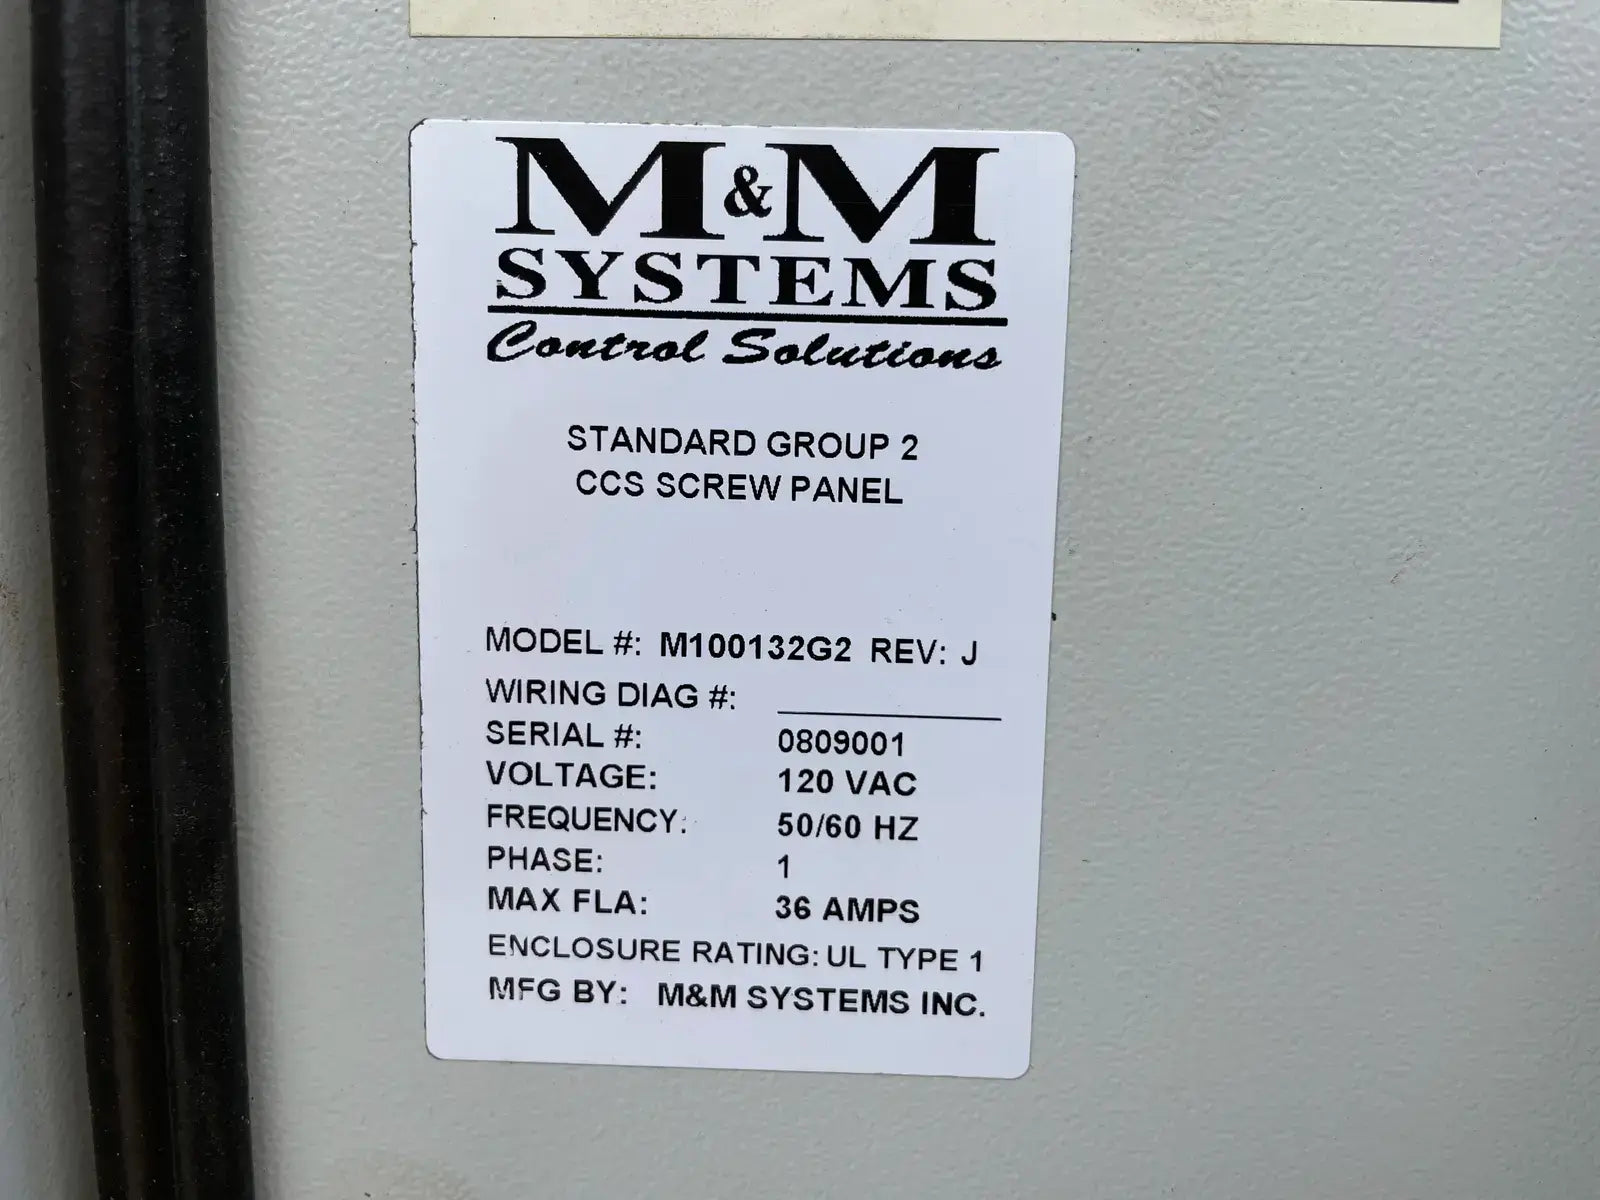 M&M
SYSTEMS
Control Solutions
STANDARD GROUP 2
CCS SCREW PANEL
MODEL #: M100132G2 REV: J
WIRING DIAG #:
SERIAL #: 0809001
VOLTAGE: 120 VAC
FREQUENCY: 50/60 HZ
PHASE: 1
MAX FLA: 36 AMPS
ENCLOSURE RATING: UL TYPE 1
MFG BY: M&M SYSTEMS INC.